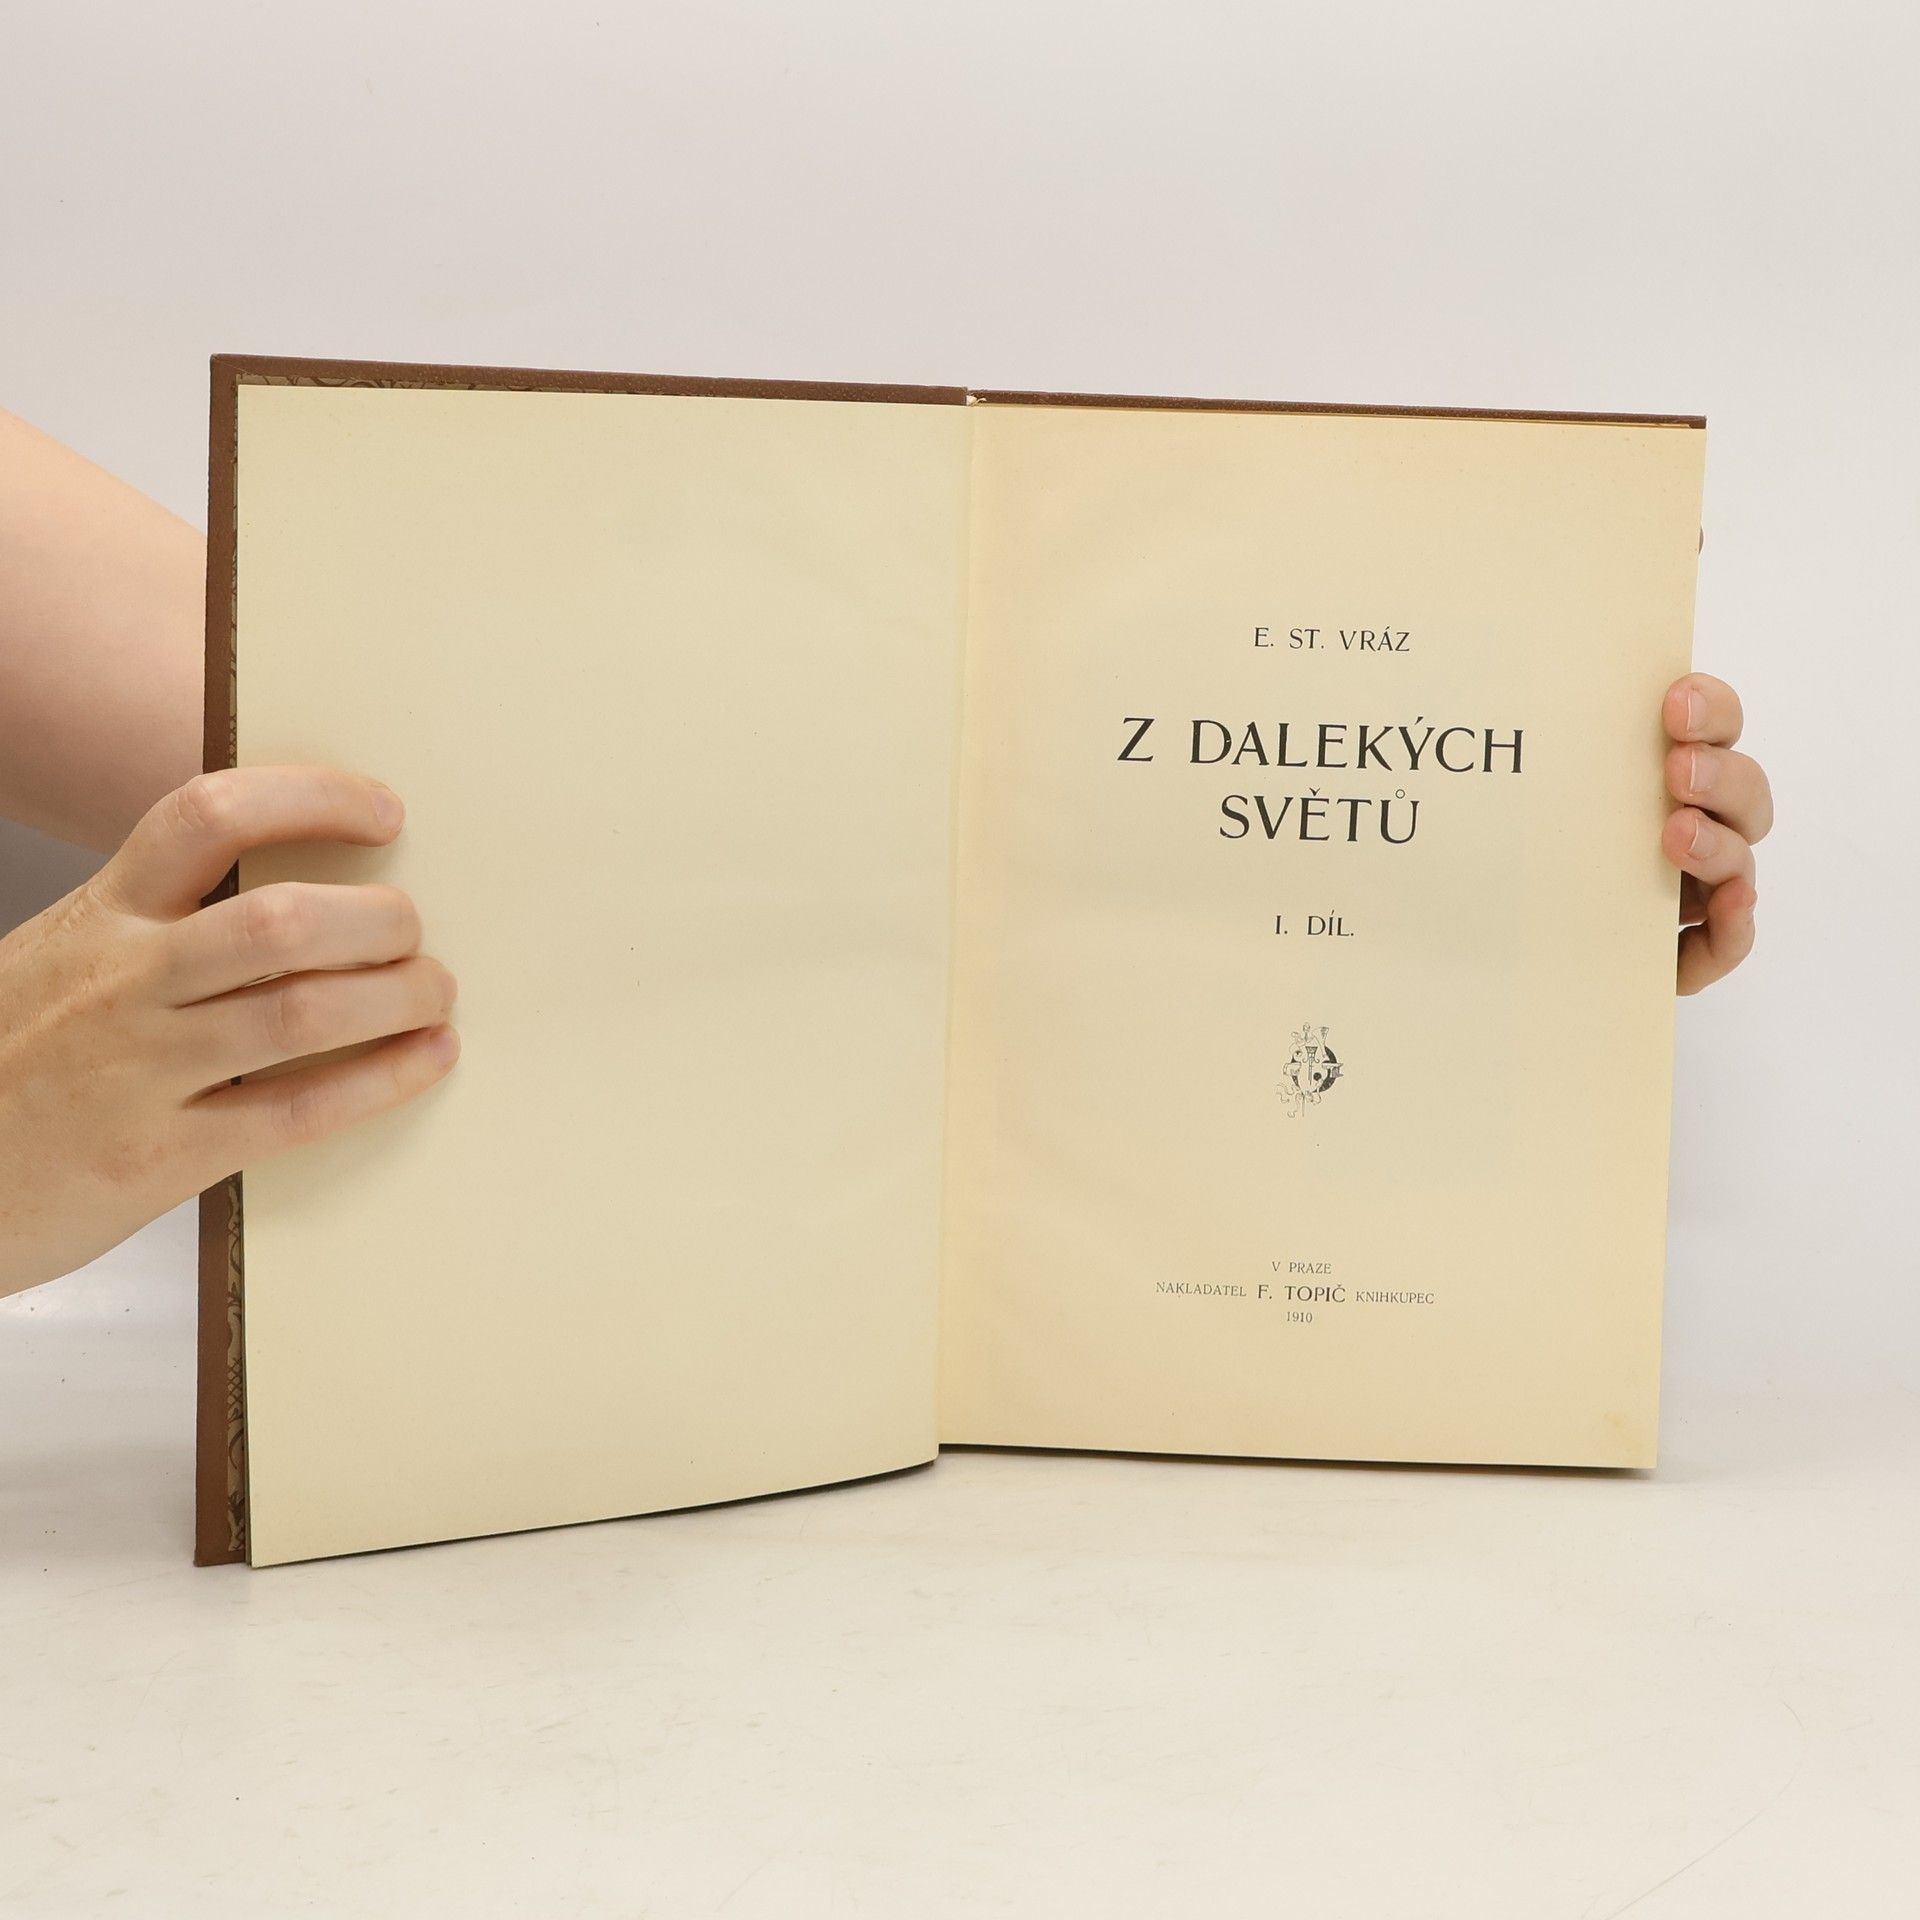 E. ST. VRÁZ
Z DALEKÝCH
SVĚTŮ
I. DÍL.
V PRAZE
NAKLADATEL F. TOPIČ KNIHKUPEC
1910